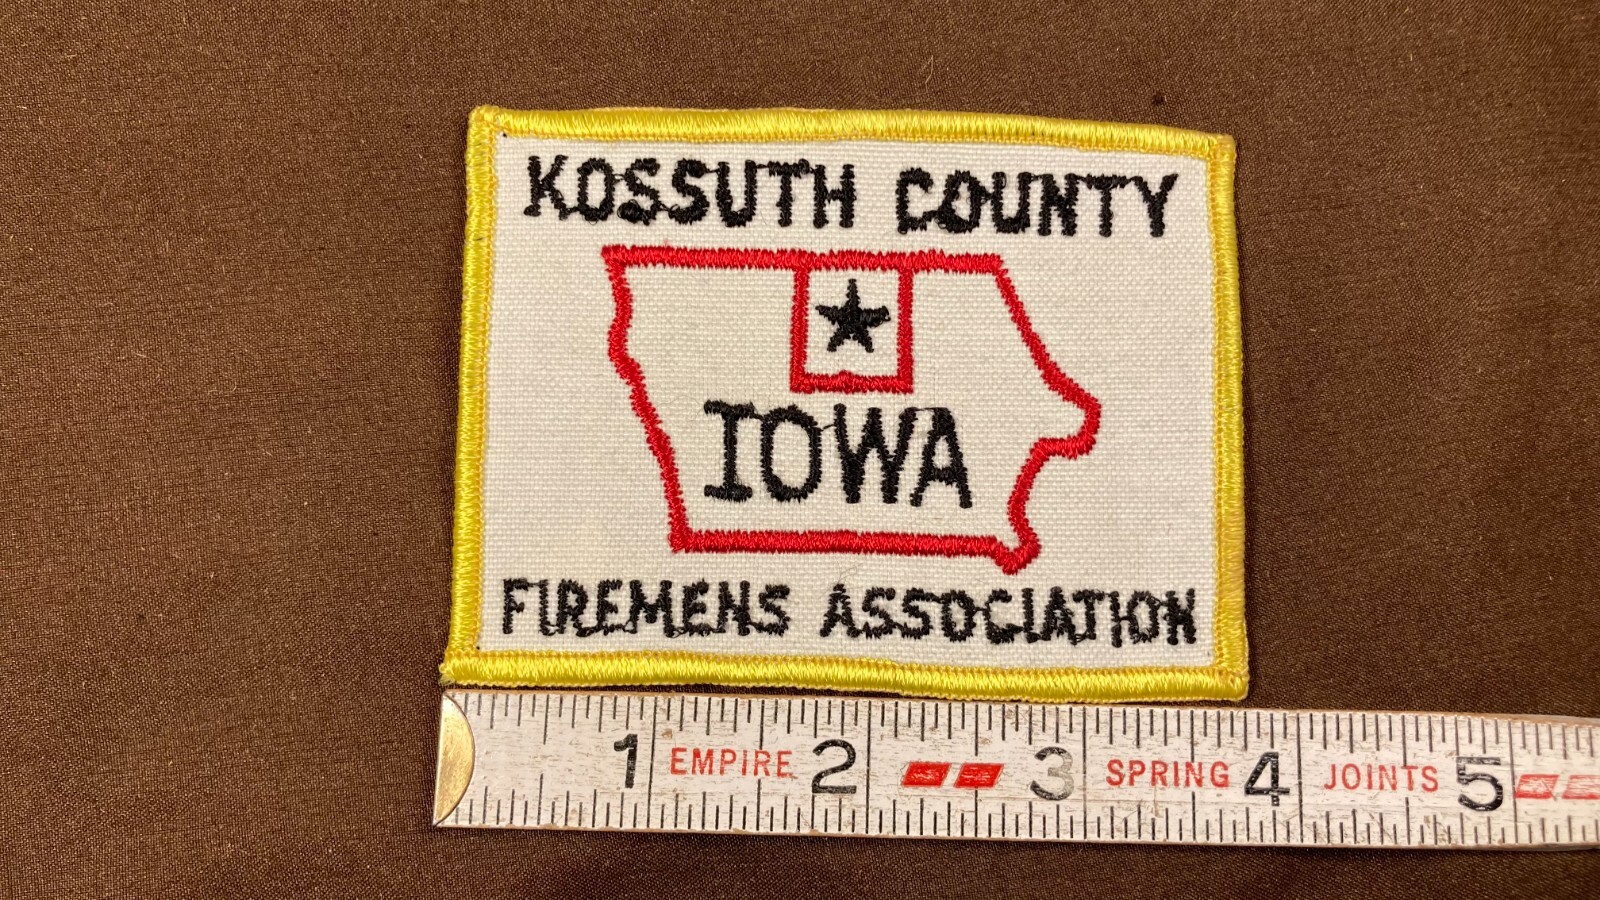 KOSSUTH COUNTY
IOWA
FIREMENS ASSOCIATION
1 EMPIRE 2 3 SPRING 4 JOINTS 5